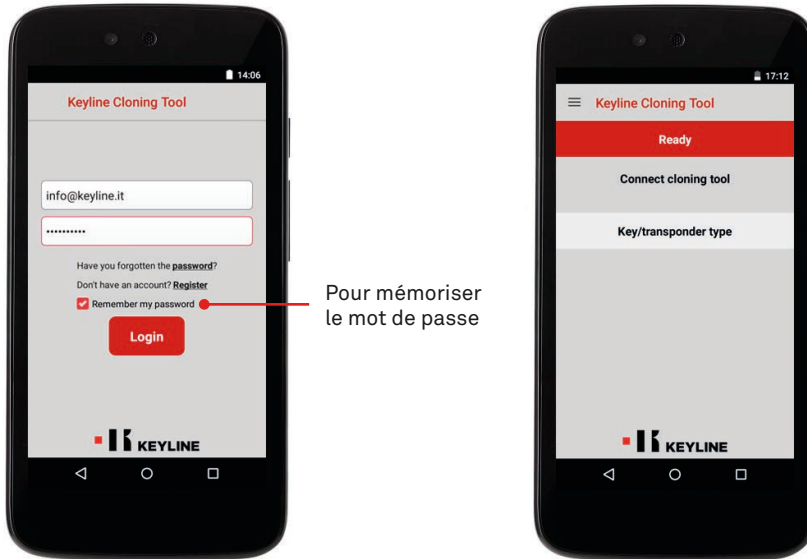 14:06
Keyline Cloning Tool
info@keyline.it
••••••••••
Have you forgotten the password?
Don't have an account? Register
Remember my password
Login
KEYLINE
Pour mémoriser
le mot de passe
17:12
Keyline Cloning Tool
Ready
Connect cloning tool
Key/transponder type
KEYLINE